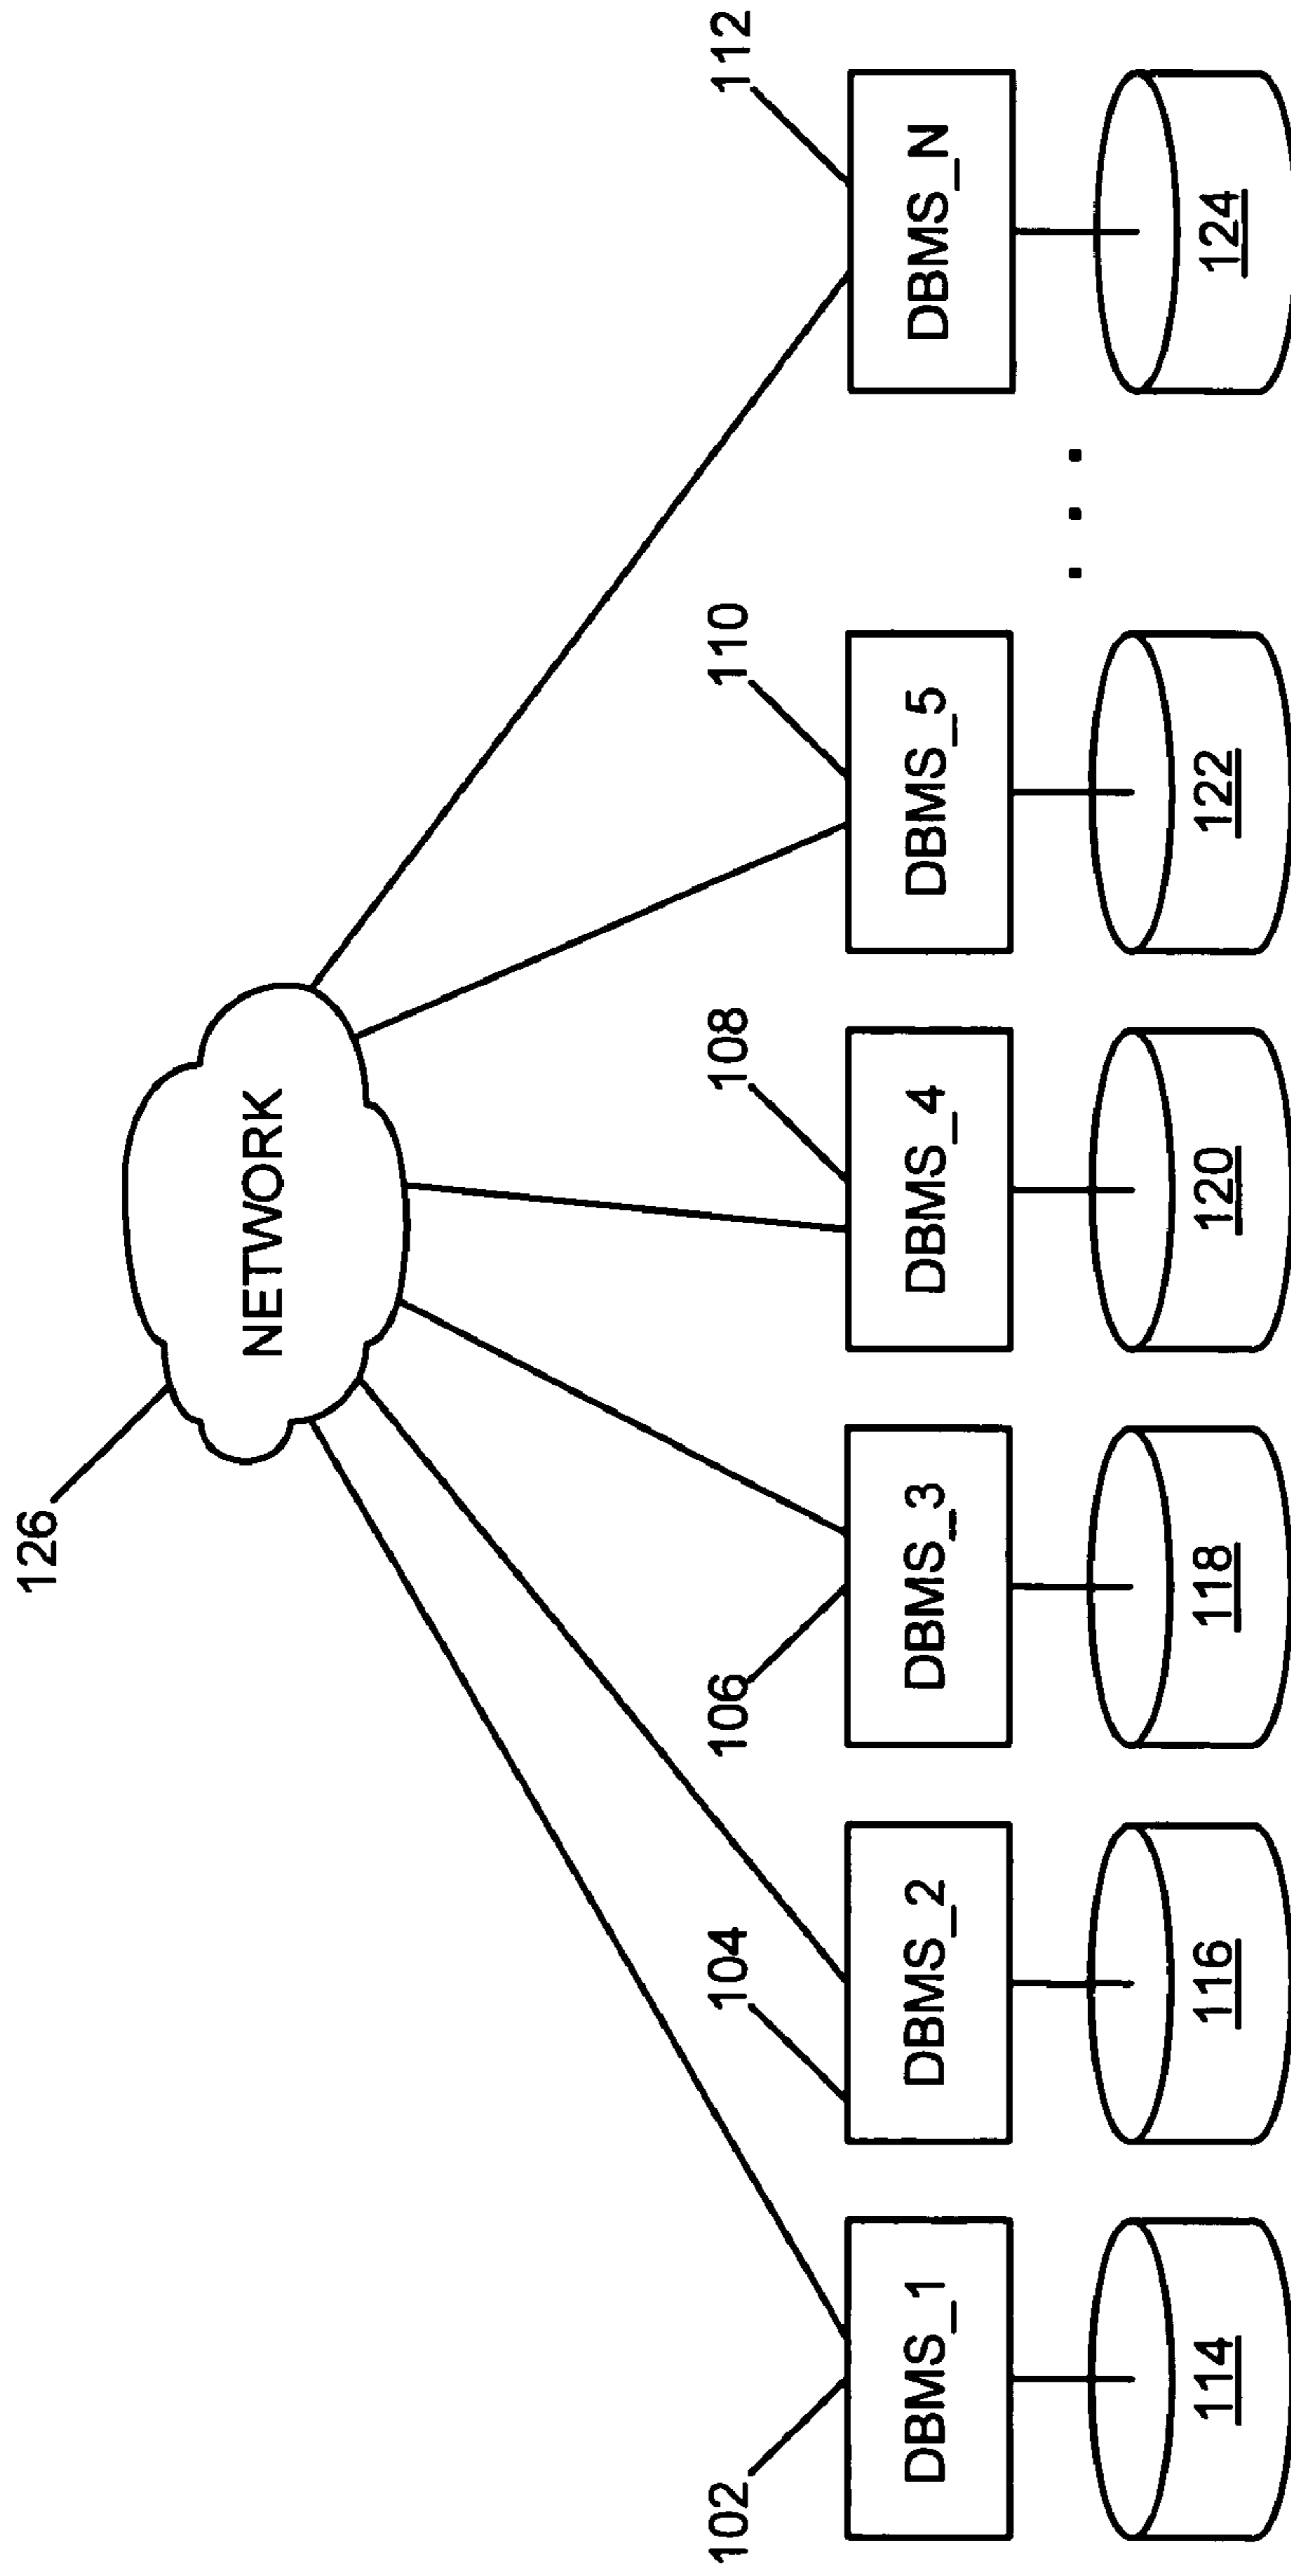 126
NETWORK
102
104
106
108
110
112
DBMS_1
DBMS_2
DBMS_3
DBMS_4
DBMS_5
. . .
DBMS_N
114
116
118
120
122
124